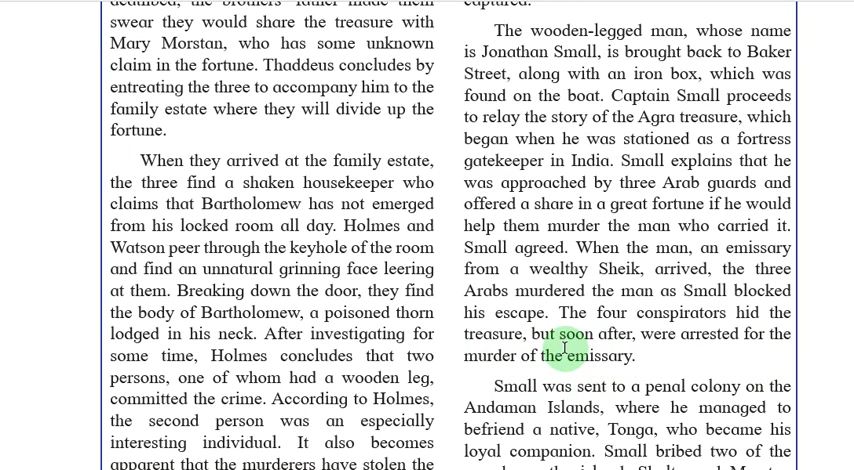 swear they would share the treasure with
Mary Morstan, who has some unknown
claim in the fortune. Thaddeus concludes by
entreating the three to accompany him to the
family estate where they will divide up the
fortune.
When they arrived at the family estate,
the three find a shaken housekeeper who
claims that Bartholomew has not emerged
from his locked room all day. Holmes and
Watson peer through the keyhole of the room
and find an unnatural grinning face leering
at them. Breaking down the door, they find
the body of Bartholomew, a poisoned thorn
lodged in his neck. After investigating for
some time, Holmes concludes that two
persons, one of whom had a wooden leg,
committed the crime. According to Holmes,
the second person was an especially
interesting individual. It also becomes
apparent that the murderers have stolen the
captured.
The wooden-legged man, whose name
is Jonathan Small, is brought back to Baker
Street, along with an iron box, which was
found on the boat. Captain Small proceeds
to relay the story of the Agra treasure, which
began when he was stationed as a fortress
gatekeeper in India. Small explains that he
was approached by three Arab guards and
offered a share in a great fortune if he would
help them murder the man who carried it.
Small agreed. When the man, an emissary
from a wealthy Sheik, arrived, the three
Arabs murdered the man as Small blocked
his escape. The four conspirators hid the
treasure, but soon after, were arrested for the
murder of the emissary.
Small was sent to a penal colony on the
Andaman Islands, where he managed to
befriend a native, Tonga, who became his
loyal companion. Small bribed two of the